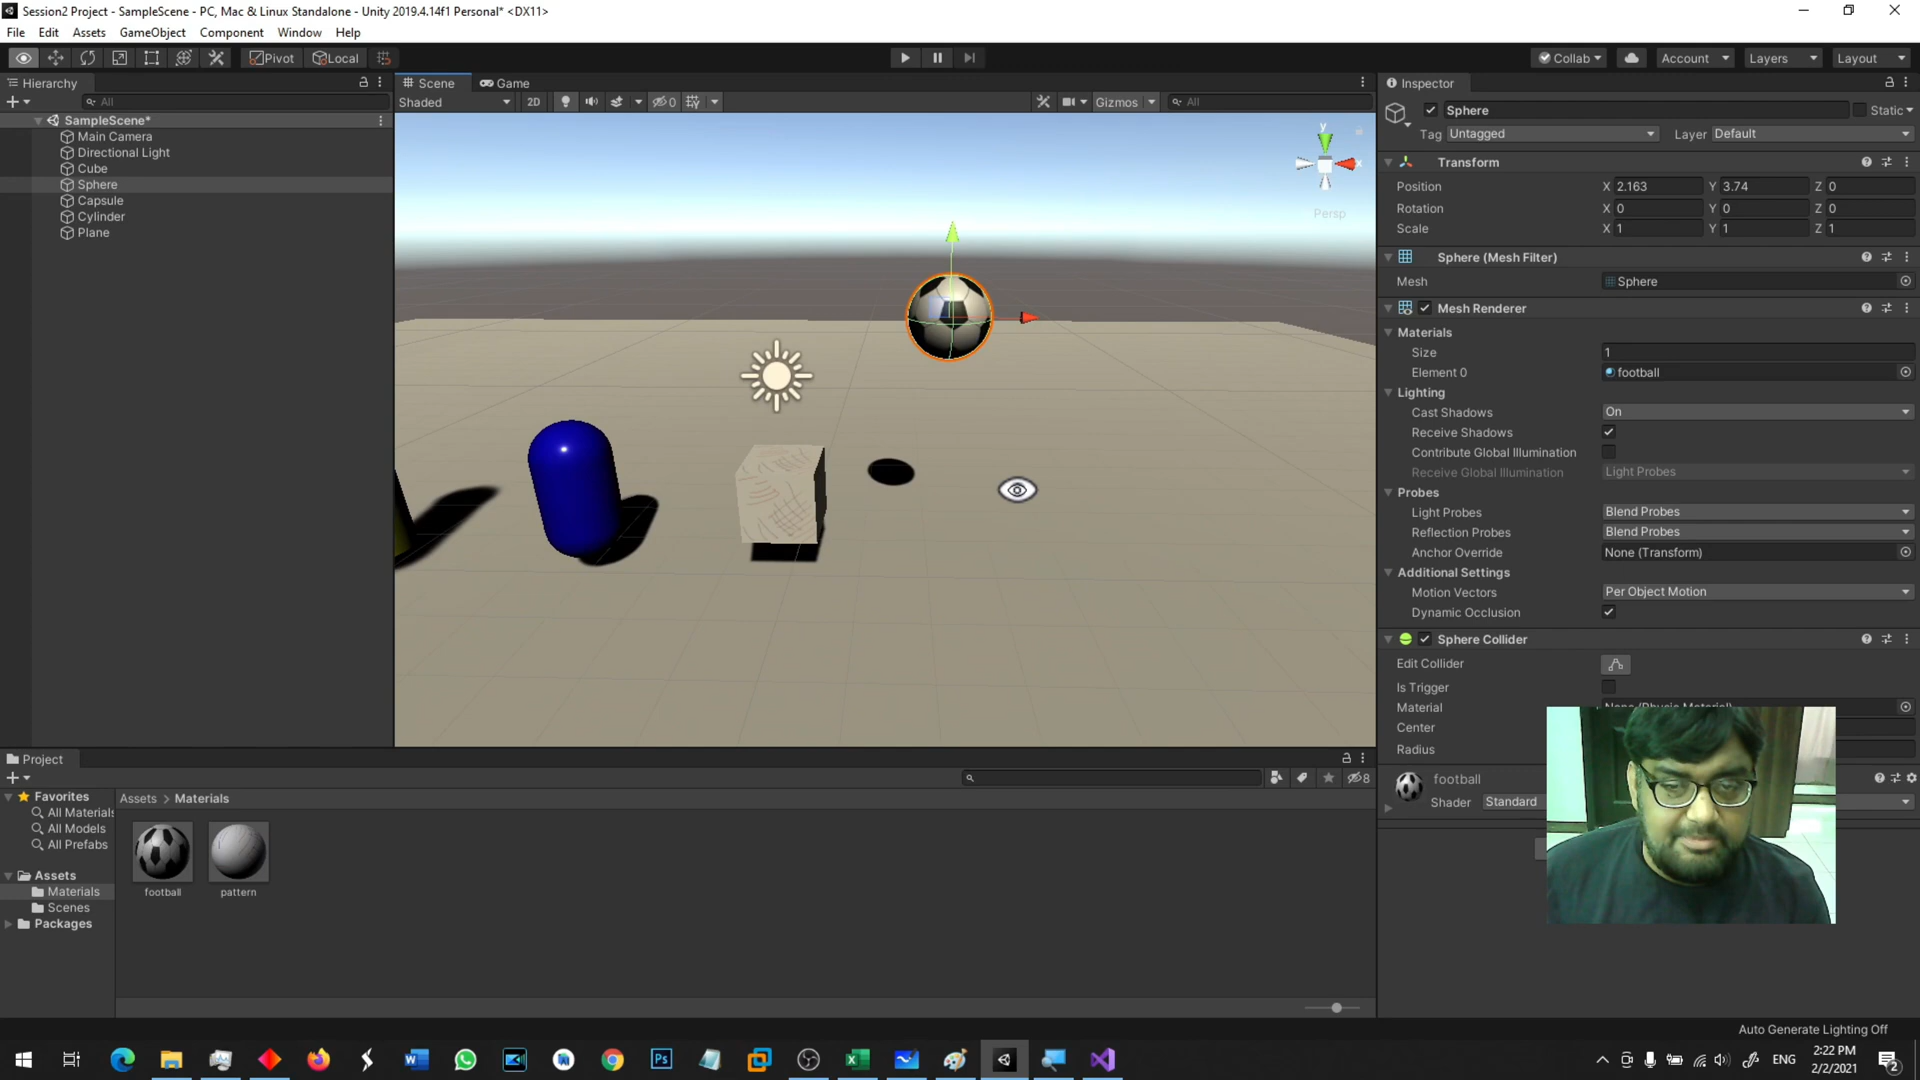 Session2 Project - SampleScene - PC, Mac & Linux Standalone - Unity 2019.4.14f1 Personal* <DX11>
File Edit Assets GameObject Component Window Help
Pivot Local Collab Account Layers Layout
Hierarchy
All
SampleScene*
Main Camera
Directional Light
Cube
Sphere
Capsule
Cylinder
Plane
Scene Game
Shaded 2D 0 Gizmos All
y
x
Persp
Inspector
Sphere Static
Tag Untagged Layer Default
Transform
Position X 2.163 Y 3.74 Z 0
Rotation X 0 Y 0 Z 0
Scale X 1 Y 1 Z 1
Sphere (Mesh Filter)
Mesh Sphere
Mesh Renderer
Materials
Size 1
Element 0 football
Lighting
Cast Shadows On
Receive Shadows
Contribute Global Illumination
Receive Global Illumination Light Probes
Probes
Light Probes Blend Probes
Reflection Probes Blend Probes
Anchor Override None (Transform)
Additional Settings
Motion Vectors Per Object Motion
Dynamic Occlusion
Sphere Collider
Edit Collider
Is Trigger
Material
Center
Radius
football
Shader Standard
Project
8
Favorites
All Materials
All Models
All Prefabs
Assets
Materials
Scenes
Packages
Assets > Materials
football pattern
Auto Generate Lighting Off
ENG
2:22 PM
2/2/2021
2